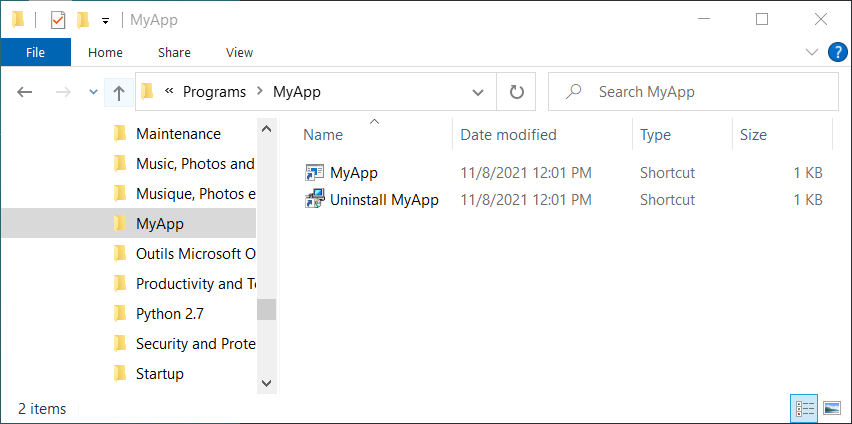 MyApp
File Home Share View
« Programs > MyApp
Search MyApp
Maintenance
Music, Photos and
Musique, Photos e
MyApp
Outils Microsoft O
Productivity and To
Python 2.7
Security and Prote
Startup
Name Date modified Type Size
MyApp 11/8/2021 12:01 PM Shortcut 1 KB
Uninstall MyApp 11/8/2021 12:01 PM Shortcut 1 KB
2 items